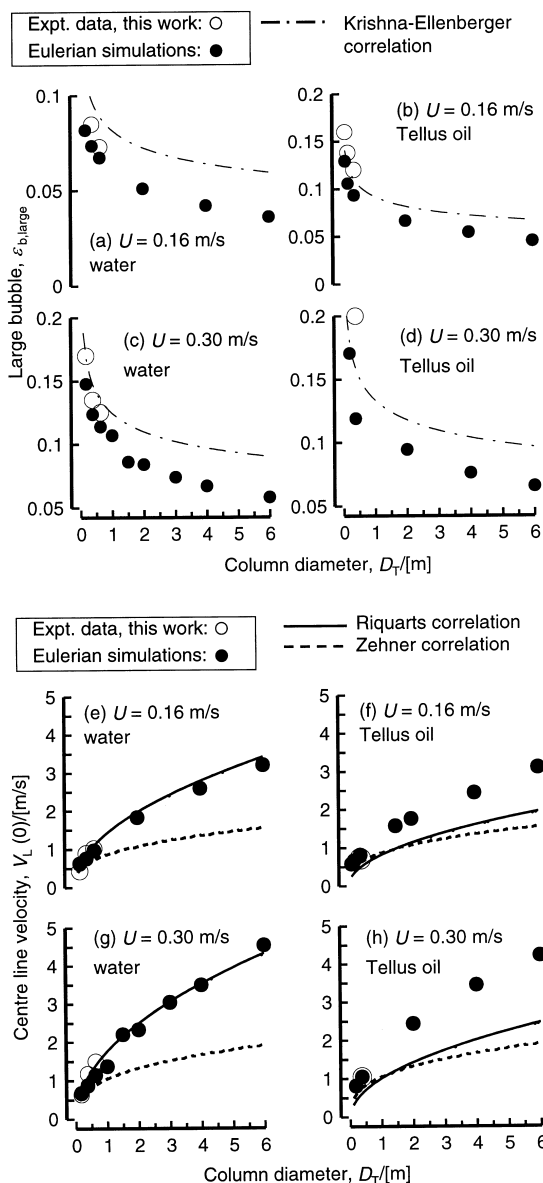 Expt. data, this work:
Eulerian simulations:
Krishna-Ellenberger
correlation
0.1
0.05
0
(a) U = 0.16 m/s
water
0.2
0.15
0.1
0.05
0
(b) U = 0.16 m/s
Tellus oil
Large bubble, εb,large
0.2
0.15
0.1
0.05
(c) U = 0.30 m/s
water
0 1 2 3 4 5 6
0.2
0.15
0.1
0.05
(d) U = 0.30 m/s
Tellus oil
0 1 2 3 4 5 6
Column diameter, DT/[m]
Expt. data, this work:
Eulerian simulations:
Riquarts correlation
Zehner correlation
5
4
3
2
1
0
(e) U = 0.16 m/s
water
5
4
3
2
1
0
(f) U = 0.16 m/s
Tellus oil
Centre line velocity, VL (0)/[m/s]
5
4
3
2
1
0
(g) U = 0.30 m/s
water
0 1 2 3 4 5 6
5
4
3
2
1
0
(h) U = 0.30 m/s
Tellus oil
0 1 2 3 4 5 6
Column diameter, DT/[m]